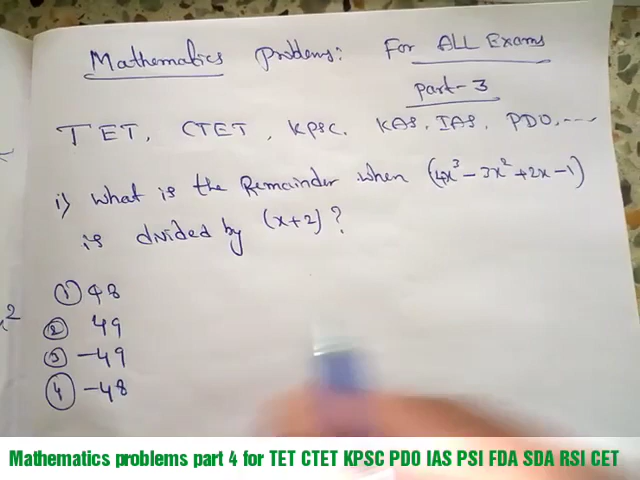 Mathematics problems: For ALL Exams
part-3
TET, CTET, KPSC, KAS, IAS, PDO,----
i) What is the Remainder when (4x³-3x²+2x-1)
is divided by (x+2)?
① 48
② 49
③ -49
④ -48
Mathematics problems part 4 for TET CTET KPSC PDO IAS PSI FDA SDA RSI CET